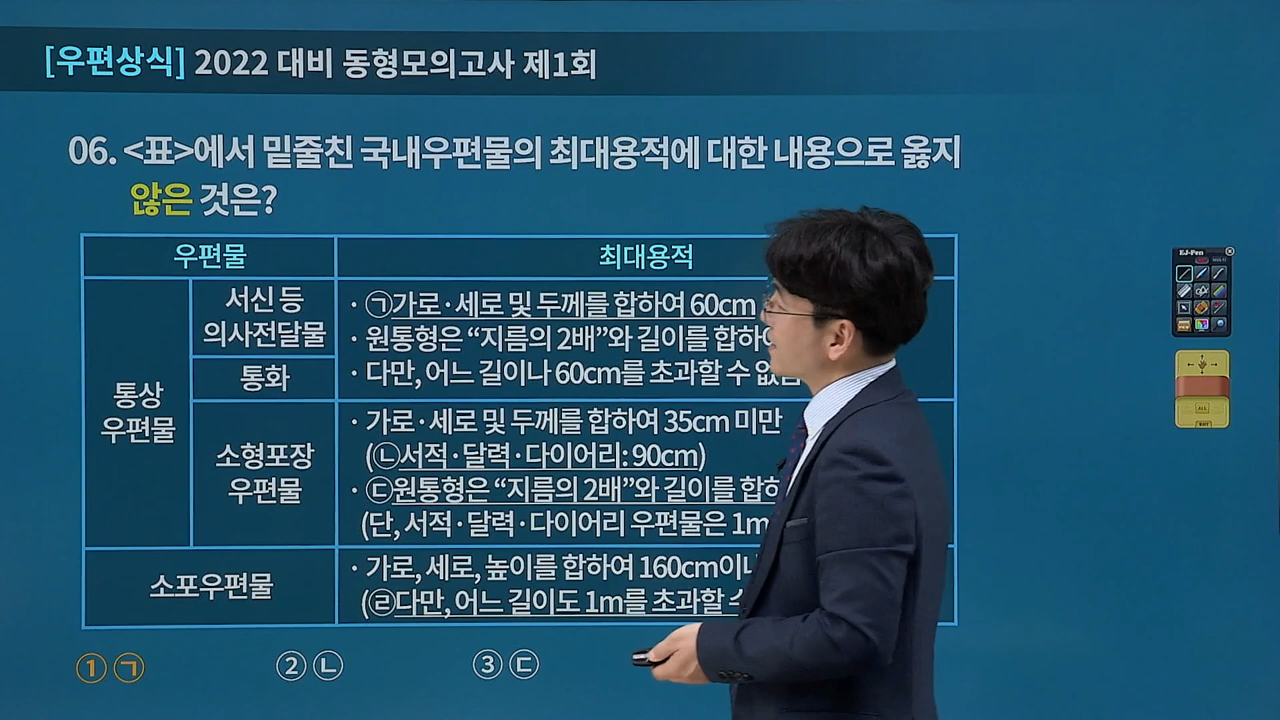 [우편상식] 2022 대비 동형모의고사 제1회
06. <표>에서 밑줄친 국내우편물의 최대용적에 대한 내용으로 옳지
않은 것은?
우편물
최대용적
통상
우편물
서신 등
의사전달물
· ㉠가로·세로 및 두께를 합하여 60cm
· 원통형은 “지름의 2배”와 길이를 합하여
통화
· 다만, 어느 길이나 60cm를 초과할 수 없음
소형포장
우편물
· 가로·세로 및 두께를 합하여 35cm 미만
(㉡서적·달력·다이어리: 90cm)
· ㉢원통형은 “지름의 2배”와 길이를
(단, 서적·달력·다이어리 우편물은 1m
소포우편물
· 가로, 세로, 높이를 합하여 160cm이내
(㉣다만, 어느 길이도 1m를 초과할 수
① ㉠
② ㉡
③ ㉢
EJ-Pen
ALL
EXIT